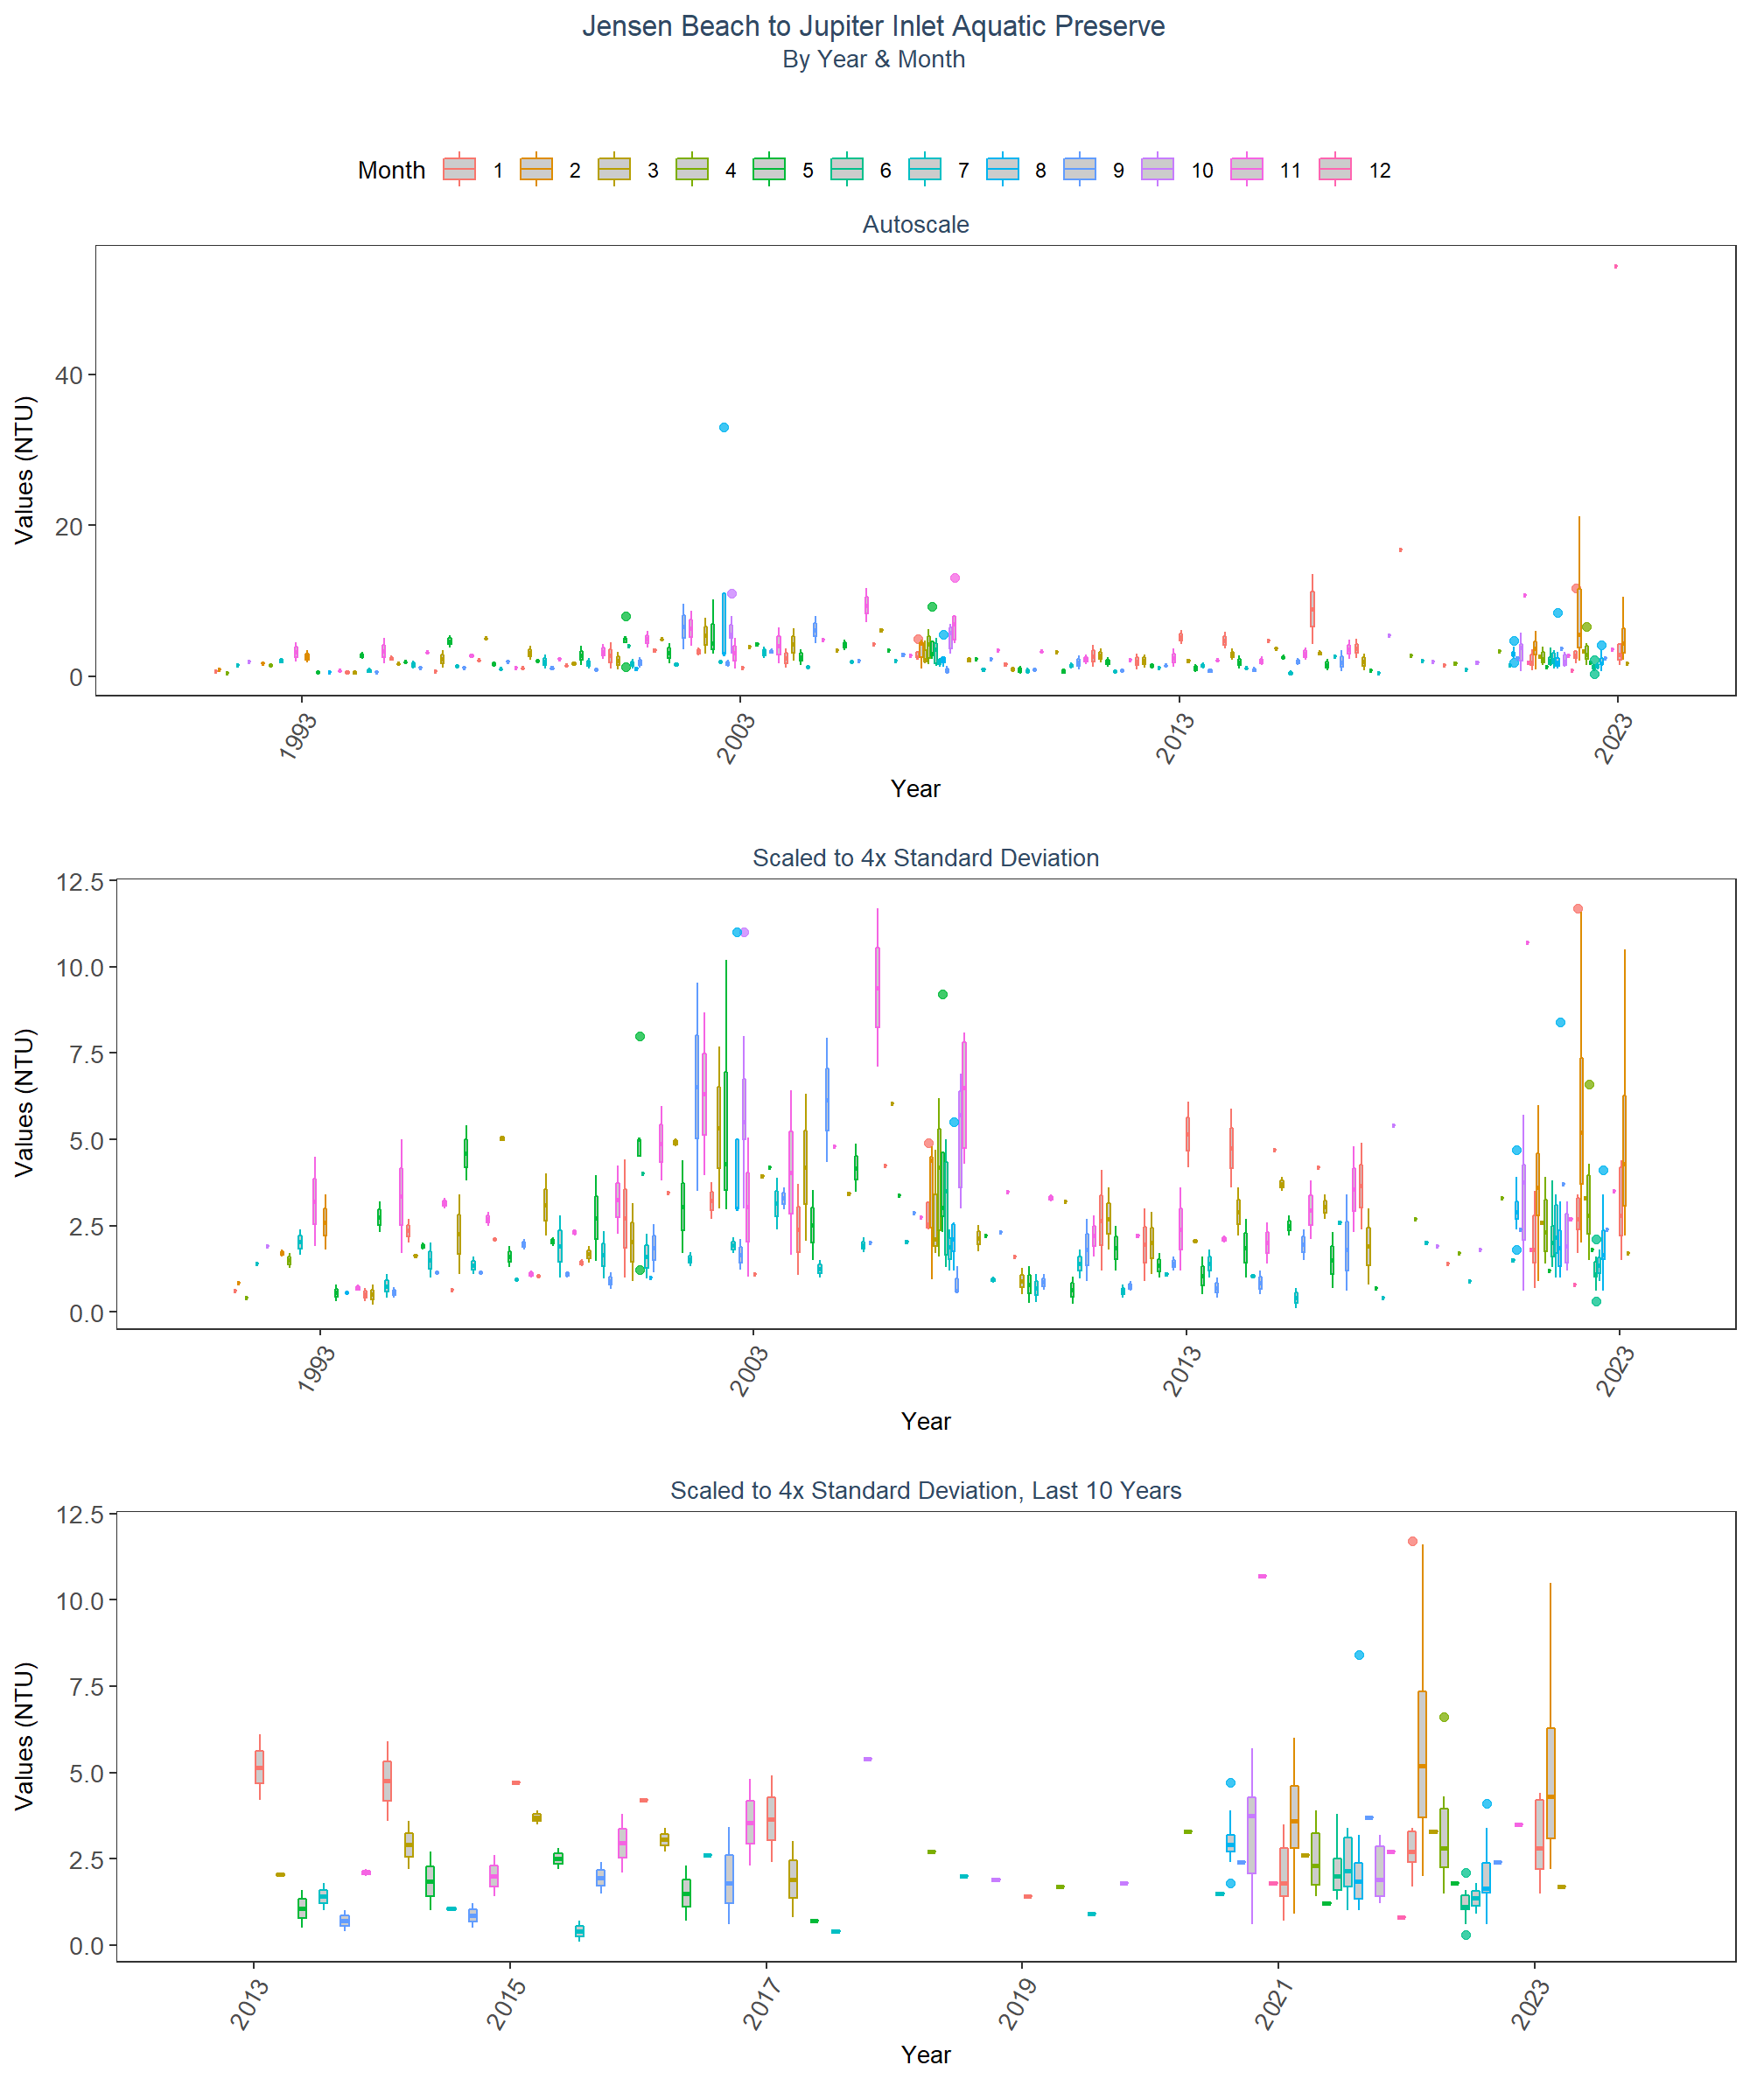 Jensen Beach to Jupiter Inlet Aquatic Preserve
By Year & Month
Month 1 2 3 4 5 6 7 8 9 10 11 12
Autoscale
Values (NTU)
40
20
0
1993 2003 2013 2023
Year
Scaled to 4x Standard Deviation
Values (NTU)
12.5
10.0
7.5
5.0
2.5
0.0
1993 2003 2013 2023
Year
Scaled to 4x Standard Deviation, Last 10 Years
Values (NTU)
12.5
10.0
7.5
5.0
2.5
0.0
2013 2015 2017 2019 2021 2023
Year